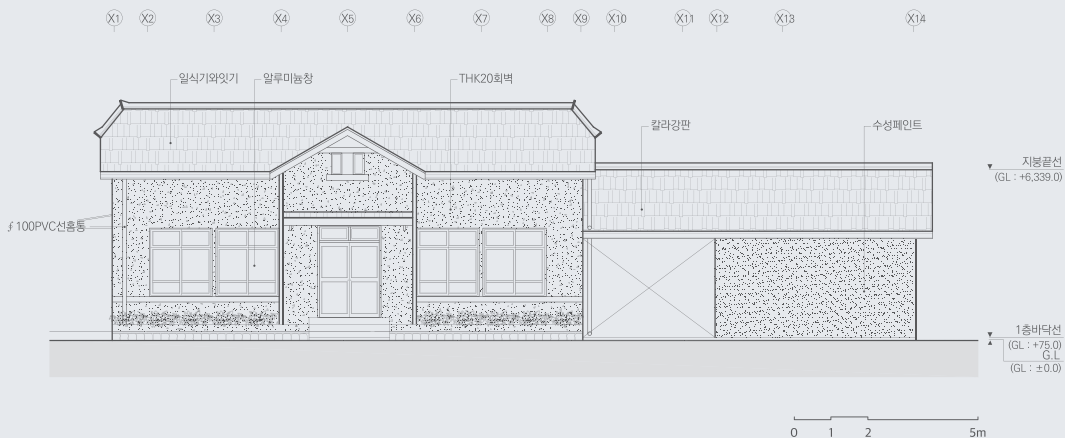 X1 X2 X3 X4 X5 X6 X7 X8 X9 X10 X11 X12 X13 X14
일식기와잇기
알루미늄창
THK20회벽
칼라강판
수성페인트
지붕끝선
(GL : +6,339.0)
∮100PVC선홈통
1층바닥선
(GL : +75.0)
G.L
(GL : ±0.0)
0 1 2 5m